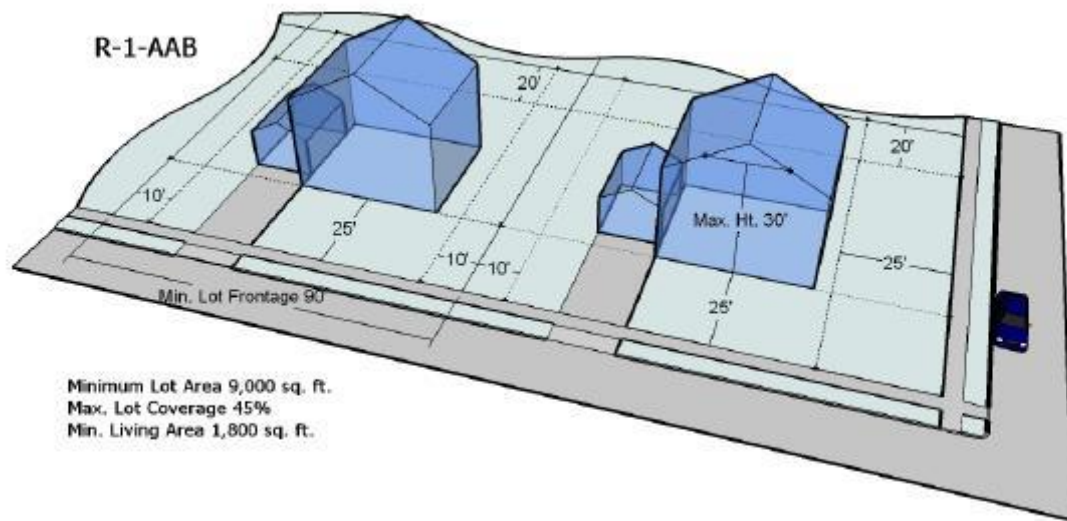 R-1-AAB
20'
20'
10'
Max. Ht. 30'
25'
10'
10'
25'
25'
Min. Lot Frontage 90'
Minimum Lot Area 9,000 sq. ft.
Max. Lot Coverage 45%
Min. Living Area 1,800 sq. ft.